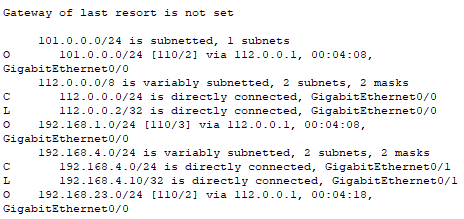 Gateway of last resort is not set

     101.0.0.0/24 is subnetted, 1 subnets
O       101.0.0.0/24 [110/2] via 112.0.0.1, 00:04:08,
GigabitEthernet0/0
     112.0.0.0/8 is variably subnetted, 2 subnets, 2 masks
C       112.0.0.0/24 is directly connected, GigabitEthernet0/0
L       112.0.0.2/32 is directly connected, GigabitEthernet0/0
O    192.168.1.0/24 [110/3] via 112.0.0.1, 00:04:08,
GigabitEthernet0/0
     192.168.4.0/24 is variably subnetted, 2 subnets, 2 masks
C       192.168.4.0/24 is directly connected, GigabitEthernet0/1
L       192.168.4.10/32 is directly connected, GigabitEthernet0/1
O    192.168.23.0/24 [110/2] via 112.0.0.1, 00:04:18,
GigabitEthernet0/0